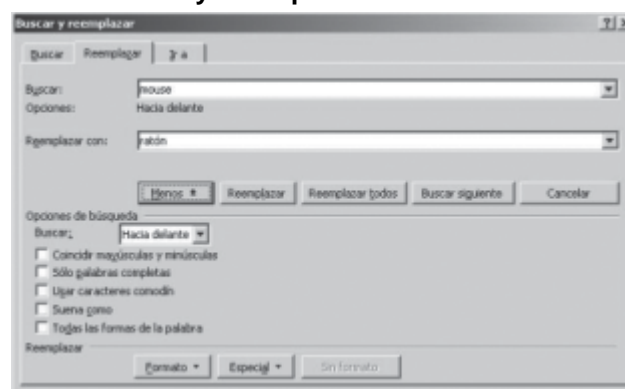 Buscar y reemplazar
Buscar Reemplazar Ir a
Buscar: mouse
Opciones: Hacia delante
Reemplazar con: ratón
Menos Reemplazar Reemplazar todos Buscar siguiente Cancelar
Opciones de búsqueda
Buscar: Hacia delante
Coincidir mayúsculas y minúsculas
Sólo palabras completas
Usar caracteres comodín
Suena como
Todas las formas de la palabra
Reemplazar
Formato Especial Sin formato